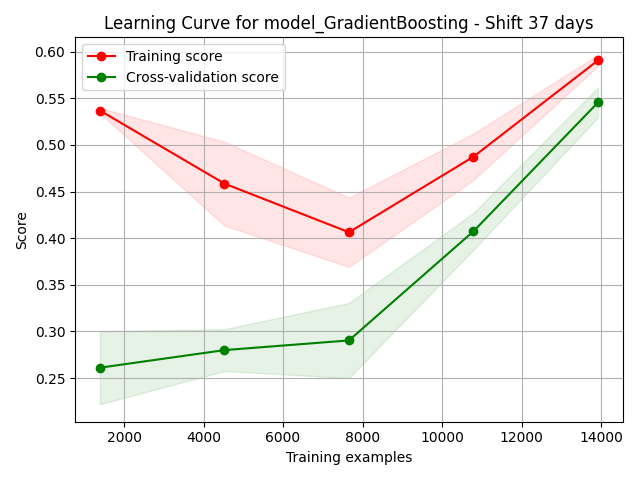 Learning Curve for model_GradientBoosting - Shift 37 days
Training score
Cross-validation score
0.60
0.55
0.50
0.45
0.40
0.35
0.30
0.25
Score
2000 4000 6000 8000 10000 12000 14000
Training examples